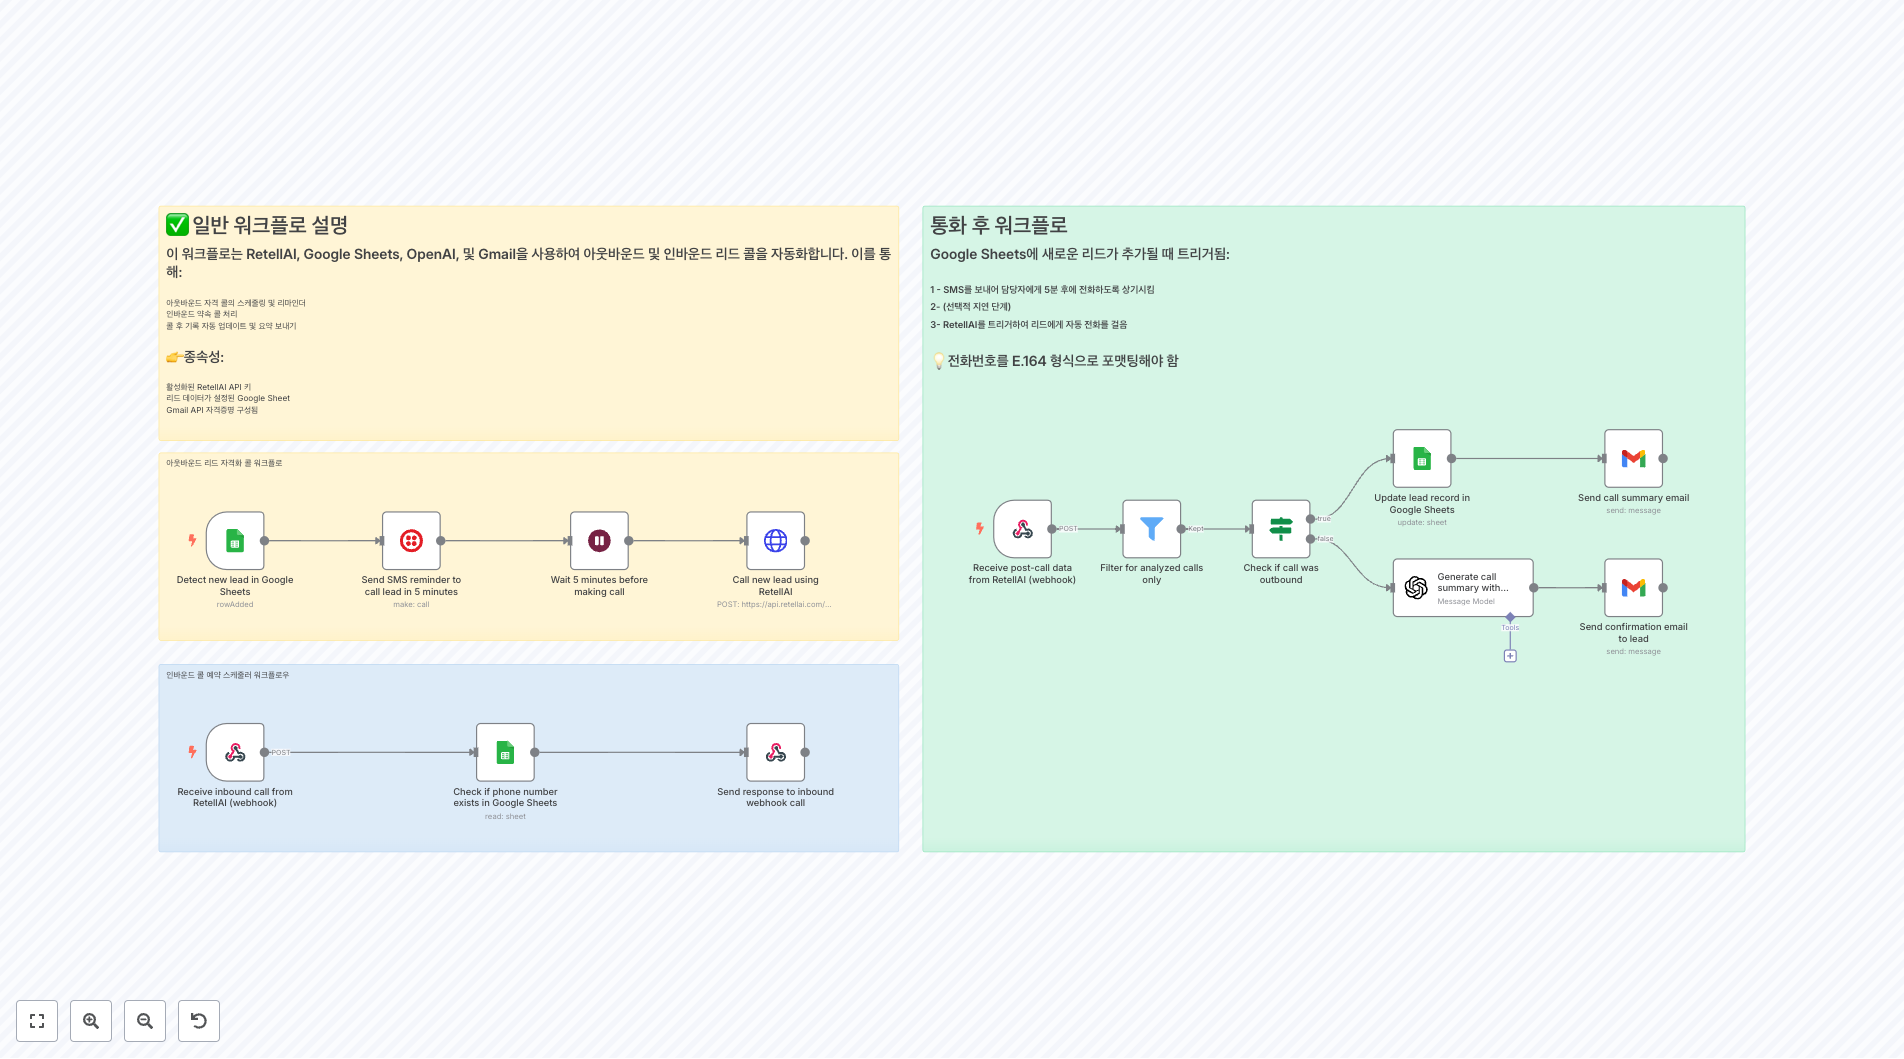 ✅ 일반 워크플로 설명
이 워크플로는 RetellAI, Google Sheets, OpenAI, 및 Gmail을 사용하여 아웃바운드 및 인바운드 리드 콜을 자동화합니다. 이를 통
해:
아웃바운드 자격 콜의 스케줄링 및 리마인더
인바운드 약속 콜 처리
콜 후 기록 자동 업데이트 및 요약 보내기
👉종속성:
활성화된 RetellAI API 키
리드 데이터가 설정된 Google Sheet
Gmail API 자격증명 구성됨
아웃바운드 리드 자격화 콜 워크플로
Detect new lead in Google
Sheets
rowAdded
Send SMS reminder to
call lead in 5 minutes
make: call
Wait 5 minutes before
making call
Call new lead using
RetellAI
POST: https://api.retellai.com/...
인바운드 콜 예약 스케줄러 워크플로우
POST
Receive inbound call from
RetellAI (webhook)
Check if phone number
exists in Google Sheets
read: sheet
Send response to inbound
webhook call
통화 후 워크플로
Google Sheets에 새로운 리드가 추가될 때 트리거됨:
1 - SMS를 보내어 담당자에게 5분 후에 전화하도록 상기시킴
2- (선택적 지연 단계)
3- RetellAI를 트리거하여 리드에게 자동 전화를 걸음
💡전화번호를 E.164 형식으로 포맷팅해야 함
POST
Receive post-call data
from RetellAI (webhook)
Kept
Filter for analyzed calls
only
true
false
Check if call was
outbound
Update lead record in
Google Sheets
update: sheet
Send call summary email
send: message
Generate call
summary with...
Message Model
Tools
Send confirmation email
to lead
send: message